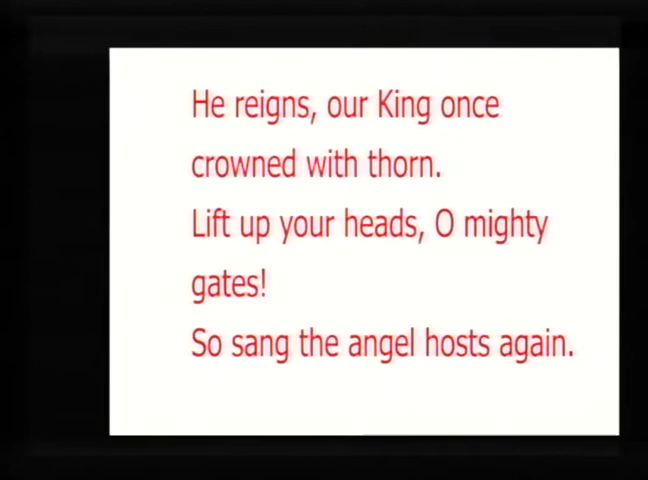 He reigns, our King once
crowned with thorn.
Lift up your heads, O mighty
gates!
So sang the angel hosts again.